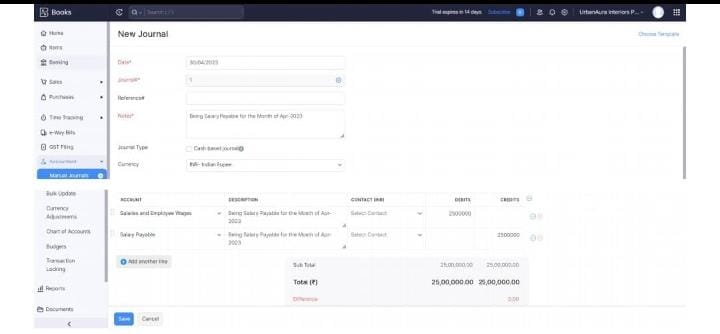 Books
Search ( / )
Trial expires in 14 days
Subscribe
UrbanAura Interiors P...
Home
Items
Banking
Sales
Purchases
Time Tracking
e-Way Bills
GST Filing
Accountant
Manual Journals
Bulk Update
Currency
Adjustments
Chart of Accounts
Budgets
Transaction
Locking
Reports
Documents
New Journal
Choose Template
Date*
30/04/2023
Journal#*
1
Reference#
Notes*
Being Salary Payable for the Month of Apr-2023
Journal Type
Cash based journal
Currency
INR- Indian Rupee
ACCOUNT DESCRIPTION CONTACT (INR) DEBITS CREDITS
Salaries and Employee Wages Being Salary Payable for the Month of Apr- Select Contact 2500000
2023
Salary Payable Being Salary Payable for the Month of Apr- Select Contact 2500000
2023
Add another line
Sub Total 25,00,000.00 25,00,000.00
Total (₹) 25,00,000.00 25,00,000.00
Difference 0.00
Save Cancel